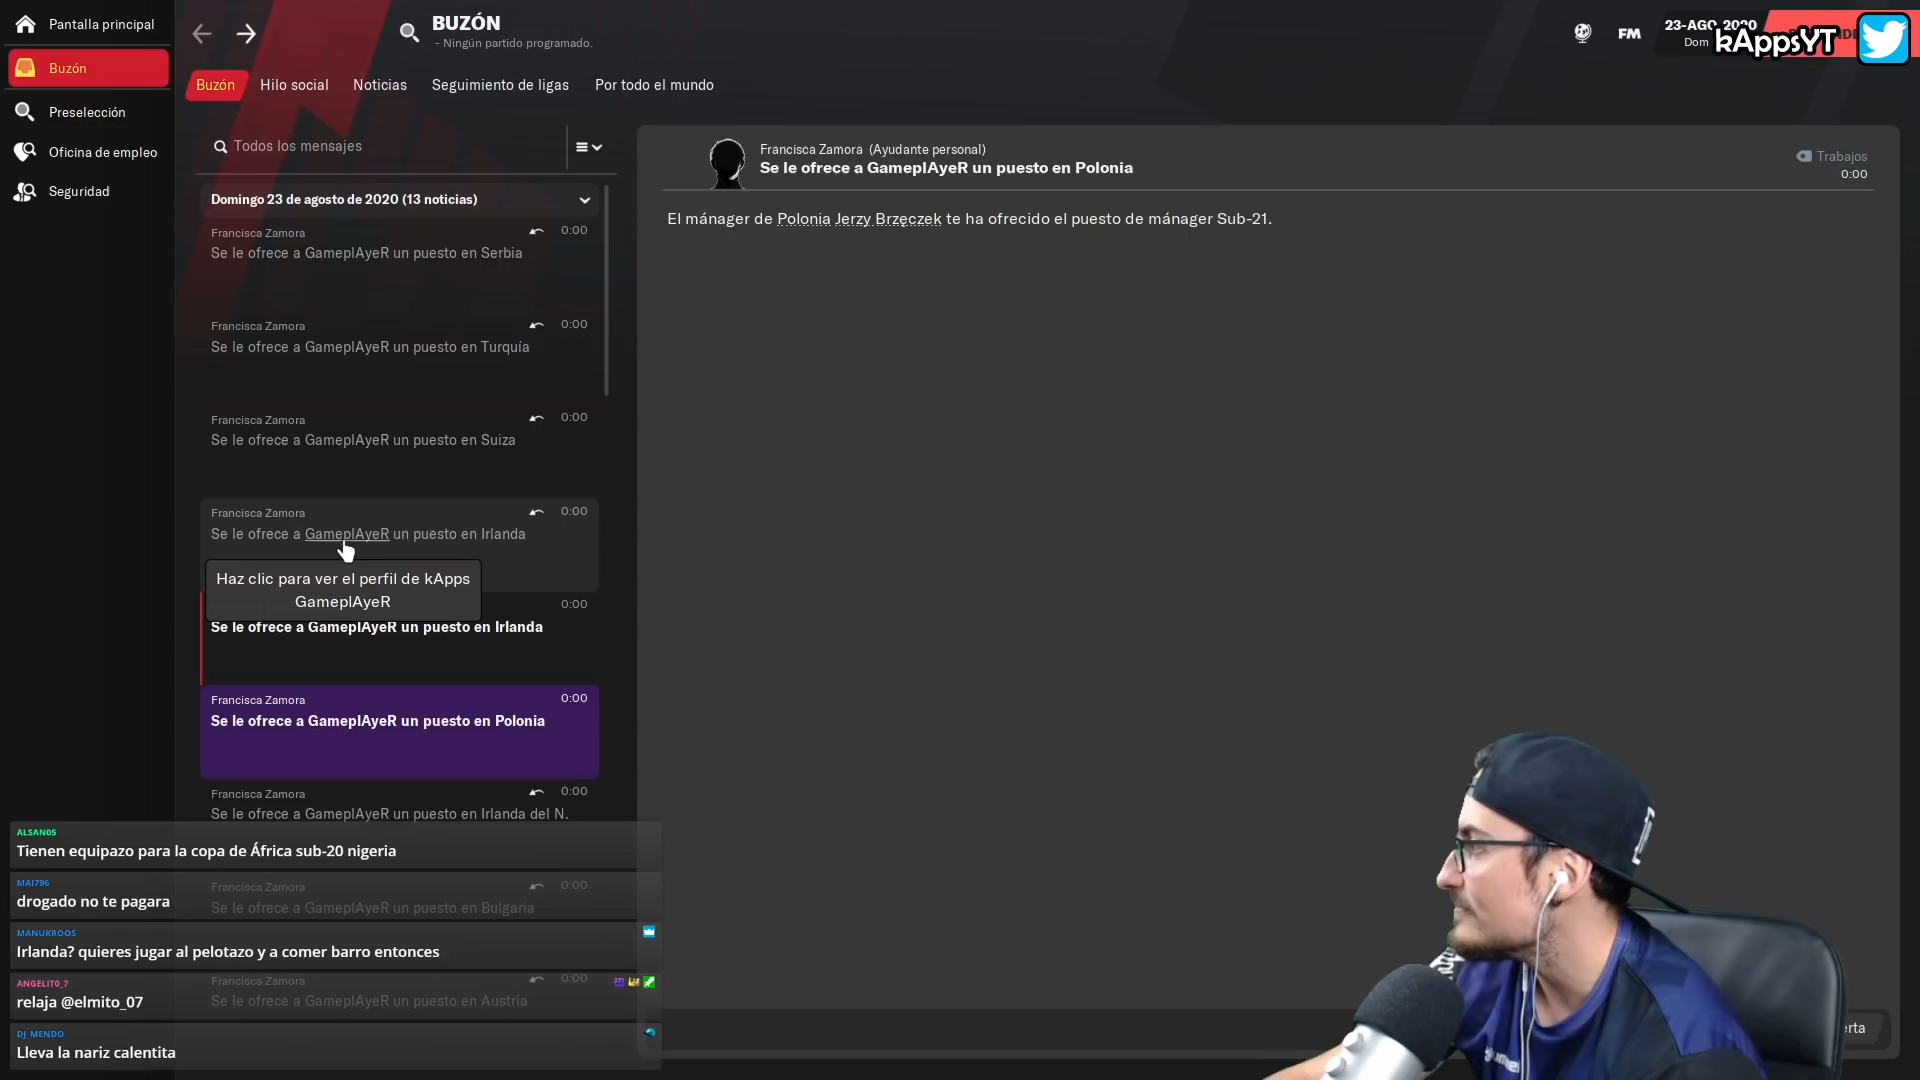 Pantalla principal
Buzón
Preselección
Oficina de empleo
Seguridad
BUZÓN
- Ningún partido programado.
FM
23-AGO 2020
Dom
kAppsYT
Buzón
Hilo social
Noticias
Seguimiento de ligas
Por todo el mundo
Todos los mensajes
Domingo 23 de agosto de 2020 (13 noticias)
Francisca Zamora 0:00
Se le ofrece a GameplAyeR un puesto en Serbia
Francisca Zamora 0:00
Se le ofrece a GameplAyeR un puesto en Turquía
Francisca Zamora 0:00
Se le ofrece a GameplAyeR un puesto en Suiza
Francisca Zamora 0:00
Se le ofrece a GameplAyeR un puesto en Irlanda
Haz clic para ver el perfil de kApps
GameplAyeR
0:00
Se le ofrece a GameplAyeR un puesto en Irlanda
Francisca Zamora 0:00
Se le ofrece a GameplAyeR un puesto en Polonia
Francisca Zamora 0:00
Se le ofrece a GameplAyeR un puesto en Irlanda del N.
Francisca Zamora 0:00
Se le ofrece a GameplAyeR un puesto en Bulgaria
Francisca Zamora 0:00
Se le ofrece a GameplAyeR un puesto en Austria
Francisca Zamora (Ayudante personal)
Se le ofrece a GameplAyeR un puesto en Polonia
Trabajos
0:00
El mánager de Polonia Jerzy Brzęczek te ha ofrecido el puesto de mánager Sub-21.
ALSAN05
Tienen equipazo para la copa de África sub-20 nigeria
MAI796
drogado no te pagara
MANUKROOS
Irlanda? quieres jugar al pelotazo y a comer barro entonces
ANGELIT0_7
relaja @elmito_07
DJ_MENDO
Lleva la nariz calentita
erta